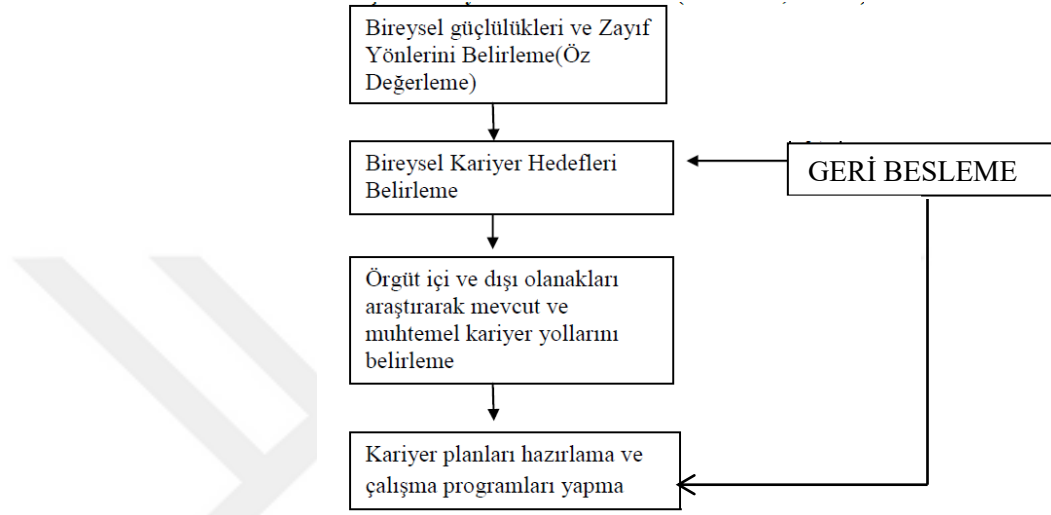 Bireysel güçlülükleri ve Zayıf
Yönlerini Belirleme(Öz
Değerleme)
Bireysel Kariyer Hedefleri
Belirleme
GERİ BESLEME
Örgüt içi ve dışı olanakları
araştırarak mevcut ve
muhtemel kariyer yollarını
belirleme
Kariyer planları hazırlama ve
çalışma programları yapma